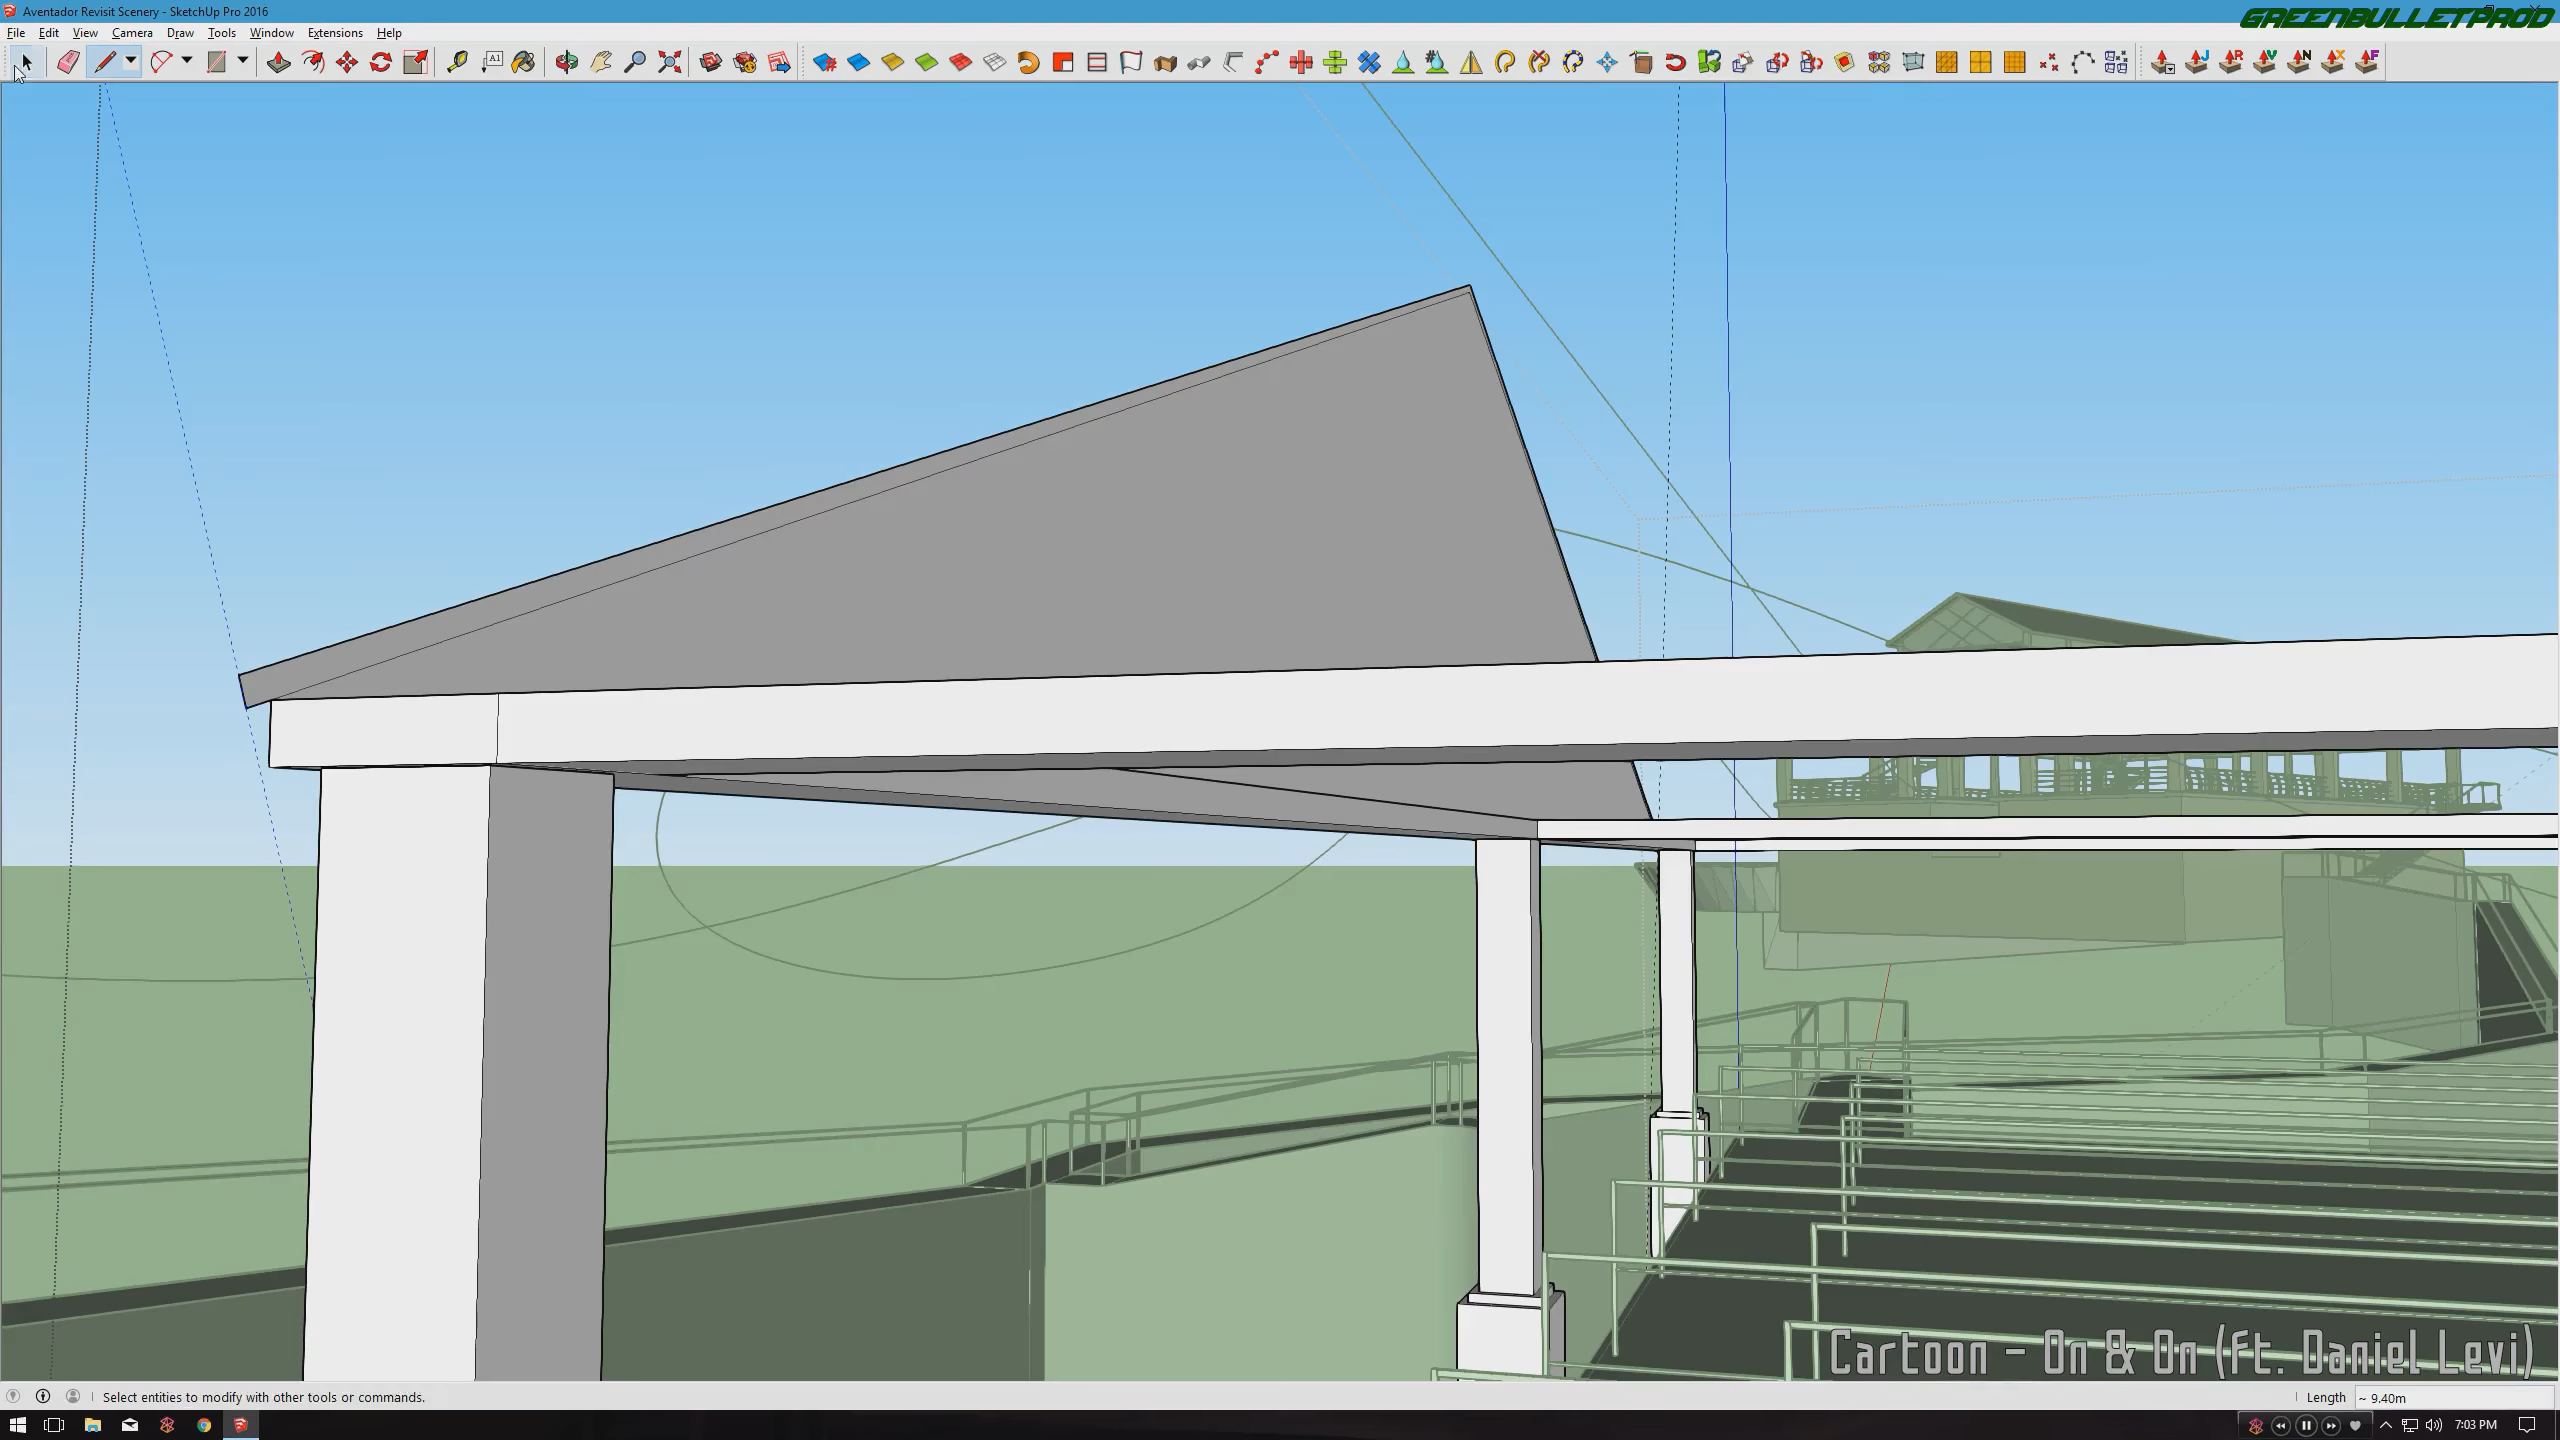 Aventador Revisit Scenery - SketchUp Pro 2016
GREENBULLETPROD
File Edit View Camera Draw Tools Window Extensions Help
A1
J R V N X F
Cartoon - On & On (Ft. Daniel Levi)
Select entities to modify with other tools or commands.
Length ~ 9.40m
7:03 PM